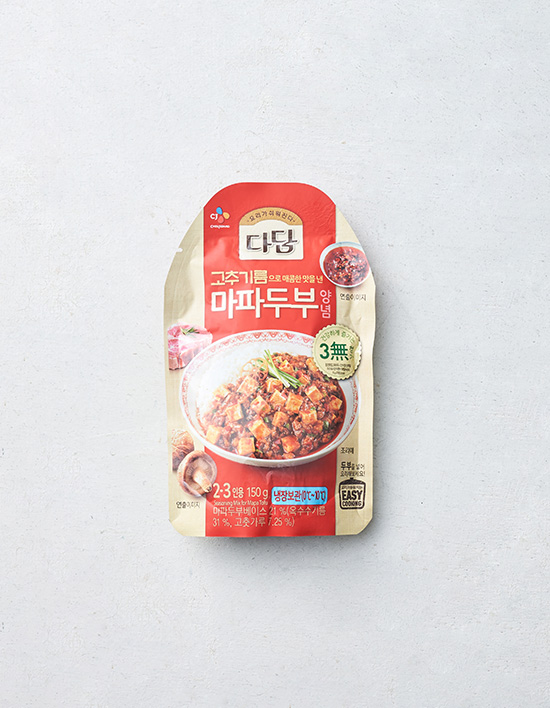 요리가 쉬워진다
CJ
다담
고추기름으로 매콤한 맛을 낸
마파두부 양념
연출이미지
3無
조리예
두부를 넣어
연출이미지
2-3인용 150g
냉장보관(0℃~10℃)
Seasoning Mix for Mapa Tofu
EASY
COOKING
마파두부베이스 21 %(옥수수기름
31 %, 고춧가루 7.25 %)